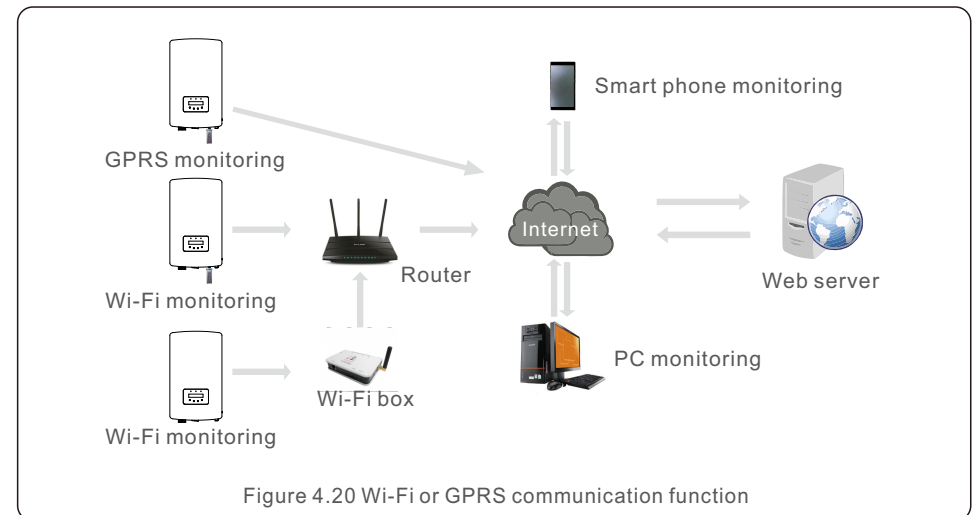 Smart phone monitoring
GPRS monitoring
Internet
Router
Web server
Wi-Fi monitoring
PC monitoring
Wi-Fi box
Wi-Fi monitoring
Figure 4.20 Wi-Fi or GPRS communication function